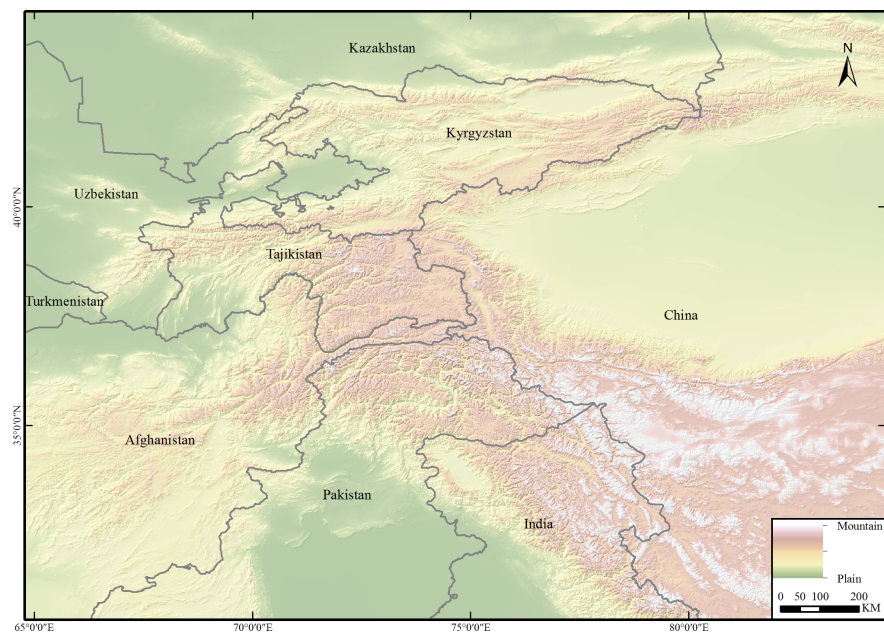 Kazakhstan
N
Kyrgyzstan
Uzbekistan
40°0'0"N
Tajikistan
Turkmenistan
China
35°0'0"N
Afghanistan
Pakistan
India
Mountain
Plain
0 50 100 200
KM
65°0'0"E 70°0'0"E 75°0'0"E 80°0'0"E